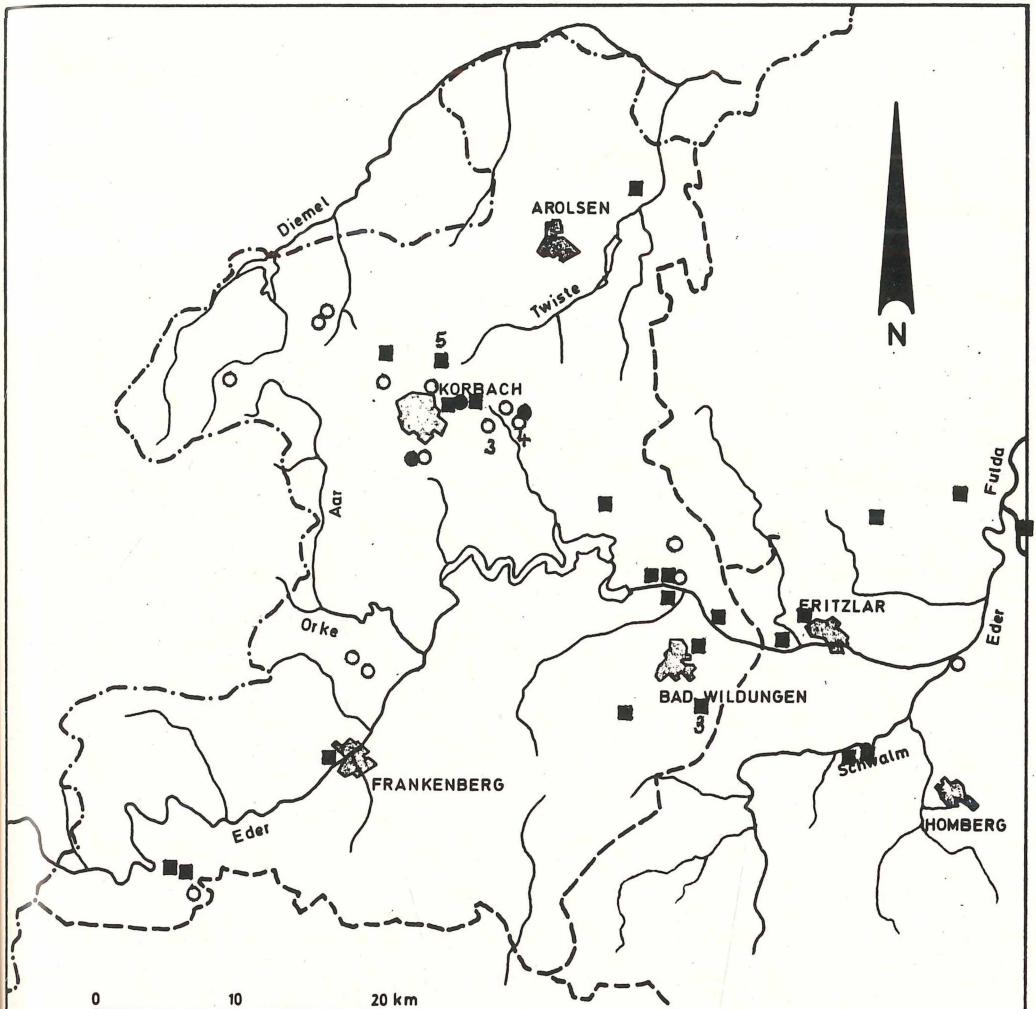 Diemel
AROLSEN
Twiste
N
5
KORBACH
3
4
Aar
Fulda
Orke
FRITZLAR
Eder
BAD WILDUNGEN
3
Schwalm
FRANKENBERG
Eder
HOMBERG
0 10 20 km